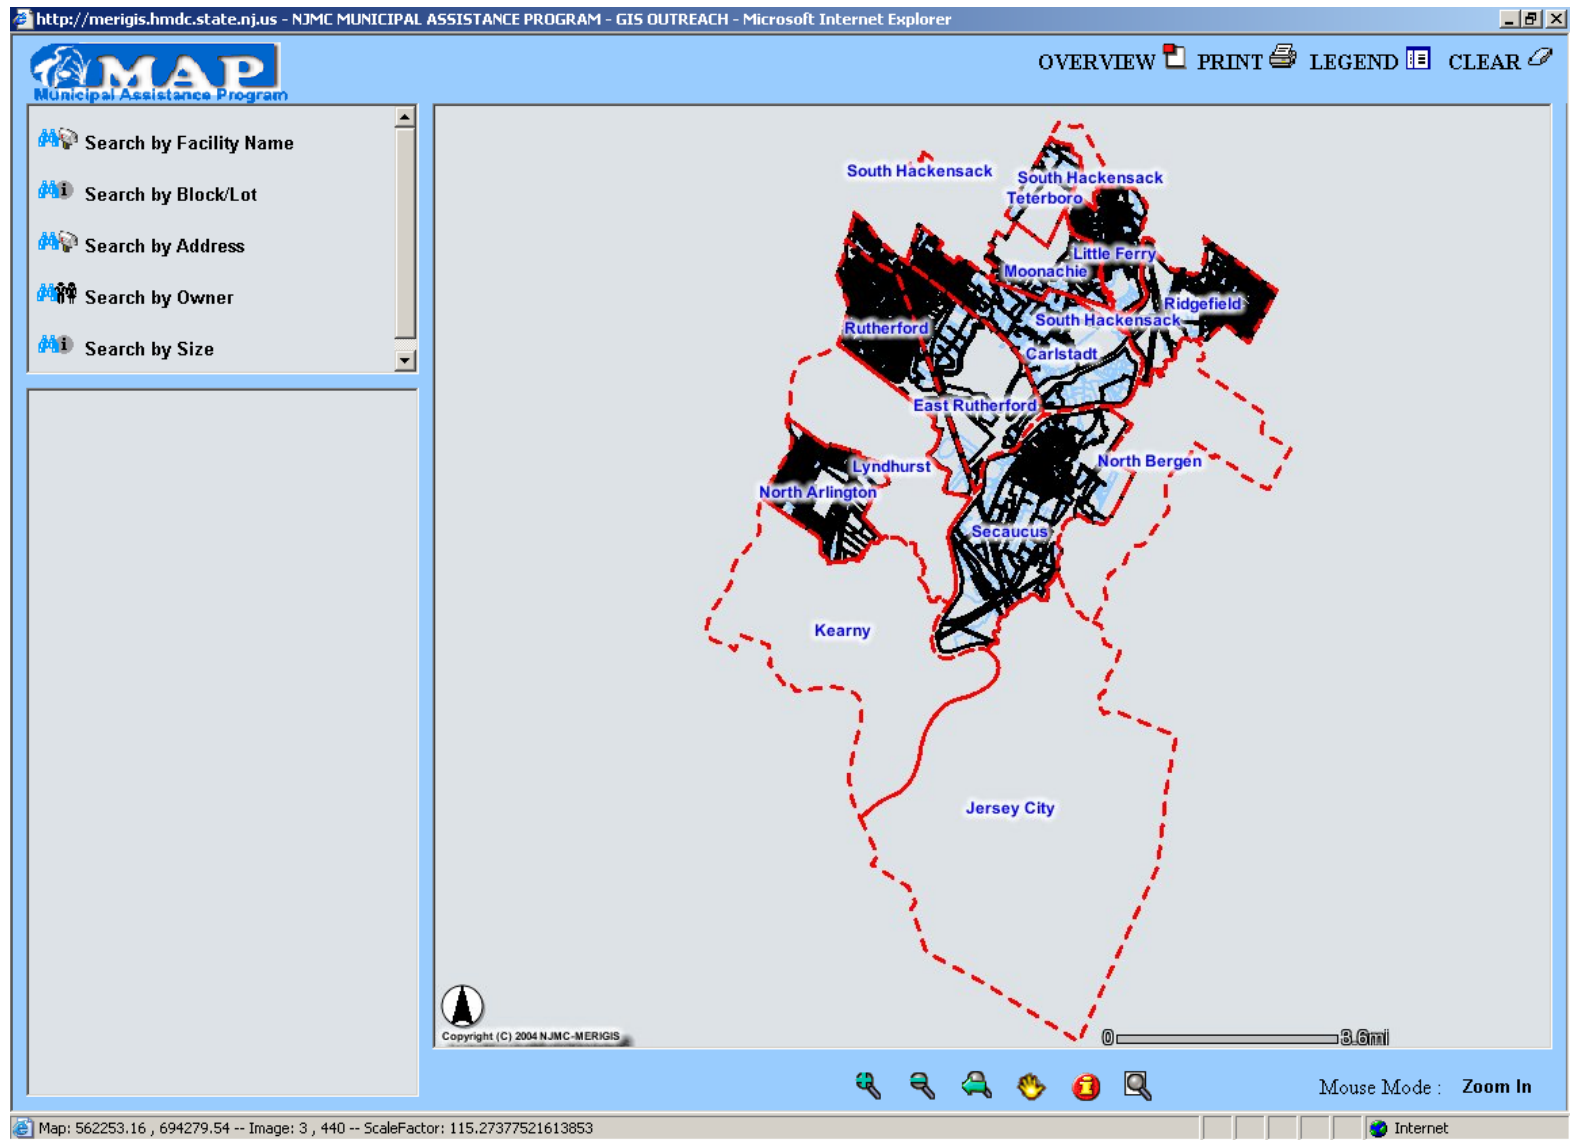 http://merigis.hmdc.state.nj.us - NJMC MUNICIPAL ASSISTANCE PROGRAM - GIS OUTREACH - Microsoft Internet Explorer
MAP
Municipal Assistance Program
OVERVIEW PRINT LEGEND CLEAR
Search by Facility Name
Search by Block/Lot
Search by Address
Search by Owner
Search by Size
South Hackensack
South Hackensack
Teterboro
Little Ferry
Moonachie
Ridgefield
South Hackensack
Rutherford
Carlstadt
East Rutherford
North Bergen
Lyndhurst
North Arlington
Secaucus
Kearny
Jersey City
Copyright (C) 2004 NJMC-MERIGIS
0 3.6mi
Mouse Mode : Zoom In
Map: 562253.16 , 694279.54 -- Image: 3 , 440 -- ScaleFactor: 115.27377521613853
Internet